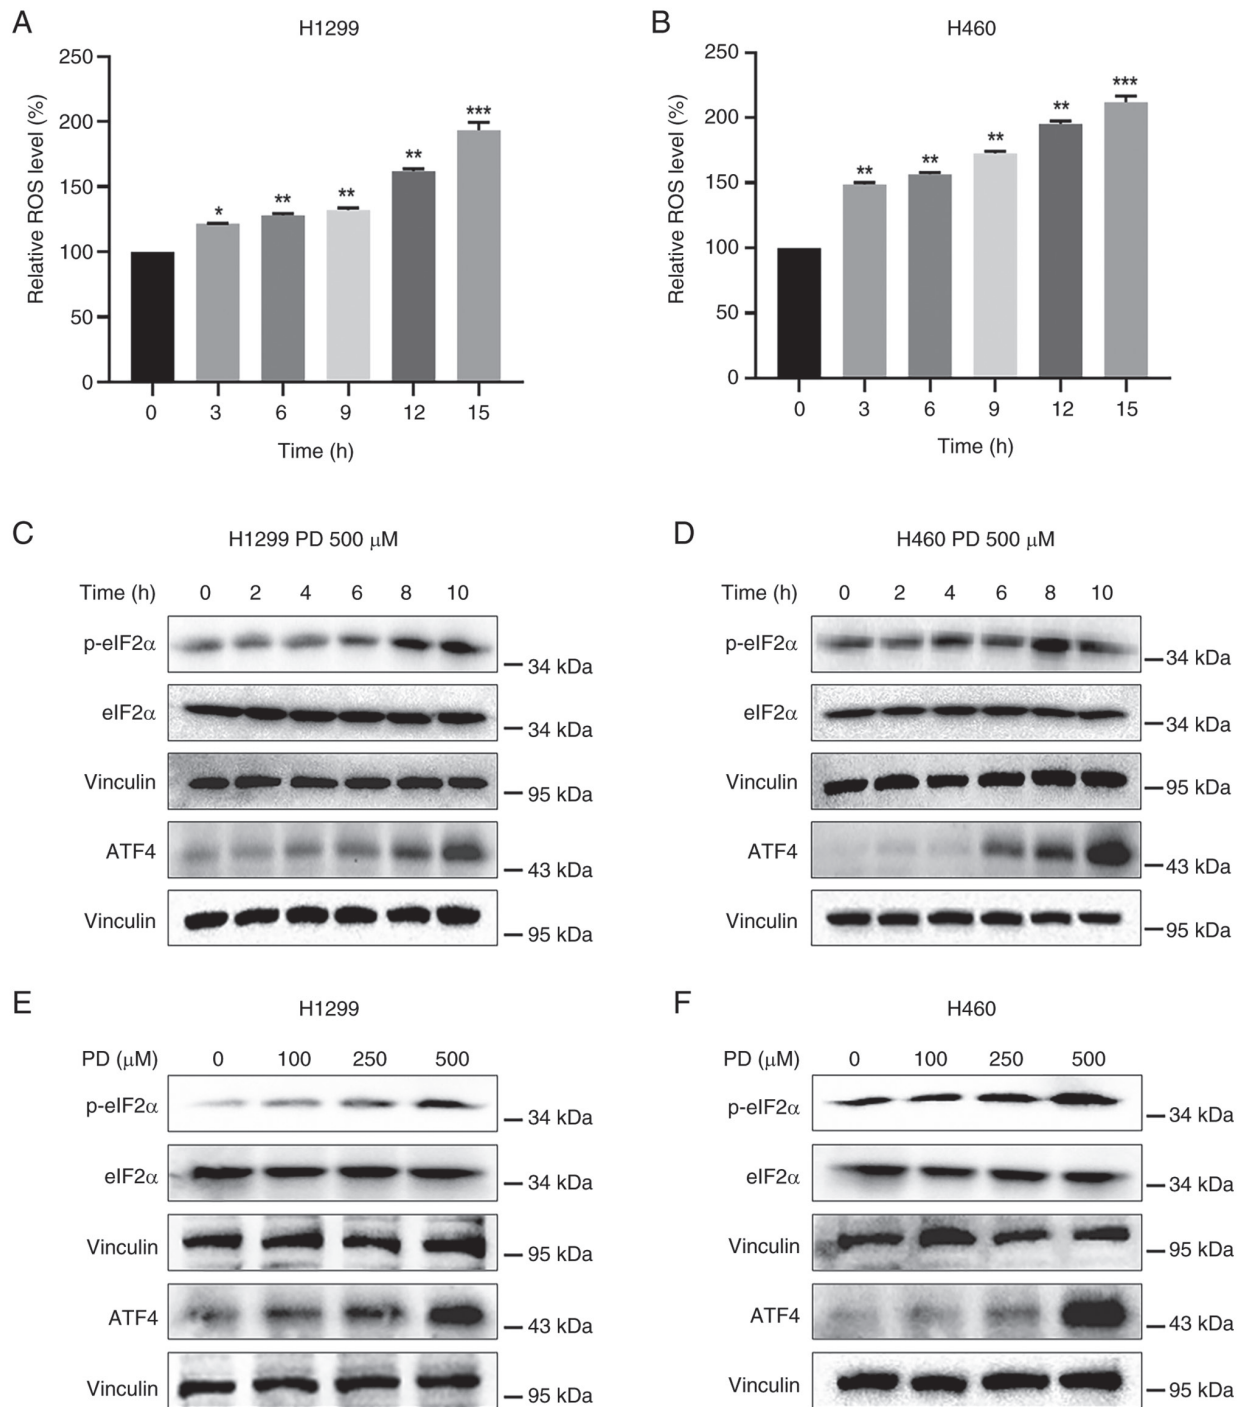 A
H1299
Relative ROS level (%)
250
200
150
100
50
0
*
**
**
**
***
0 3 6 9 12 15
Time (h)
B
H460
Relative ROS level (%)
250
200
150
100
50
0
**
**
**
**
***
0 3 6 9 12 15
Time (h)
C
H1299 PD 500 μM
Time (h) 0 2 4 6 8 10
p-eIF2α 34 kDa
eIF2α 34 kDa
Vinculin 95 kDa
ATF4 43 kDa
Vinculin 95 kDa
D
H460 PD 500 μM
Time (h) 0 2 4 6 8 10
p-eIF2α 34 kDa
eIF2α 34 kDa
Vinculin 95 kDa
ATF4 43 kDa
Vinculin 95 kDa
E
H1299
PD (μM) 0 100 250 500
p-eIF2α 34 kDa
eIF2α 34 kDa
Vinculin 95 kDa
ATF4 43 kDa
Vinculin 95 kDa
F
H460
PD (μM) 0 100 250 500
p-eIF2α 34 kDa
eIF2α 34 kDa
Vinculin 95 kDa
ATF4 43 kDa
Vinculin 95 kDa